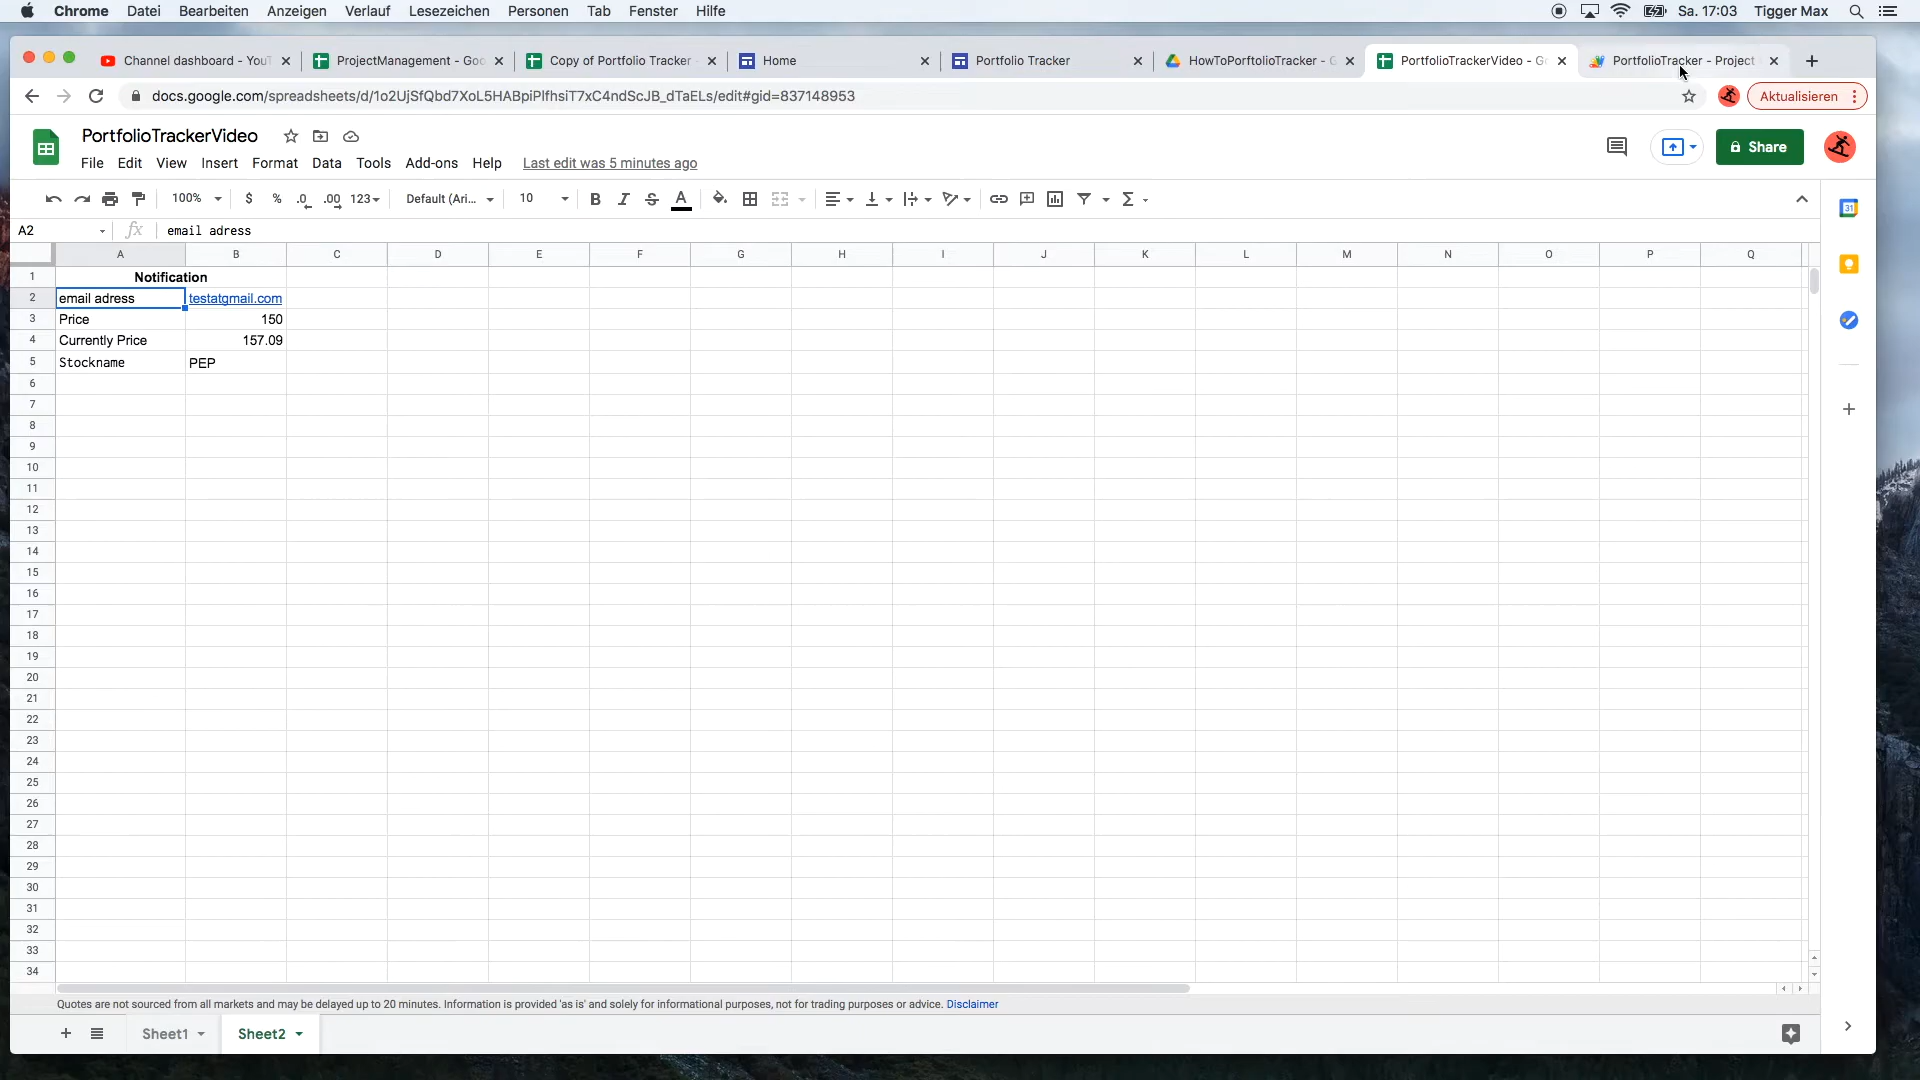 Chrome Datei Bearbeiten Anzeigen Verlauf Lesezeichen Personen Tab Fenster Hilfe Sa. 17:03 Tigger Max
Channel dashboard - YouT ProjectManagement - Goo Copy of Portfolio Tracker Home Portfolio Tracker HowToPorftolioTracker - G PortfolioTrackerVideo - Go PortfolioTracker - Project
docs.google.com/spreadsheets/d/1o2UjSfQbd7XoL5HABpiPlfhsiT7xC4ndScJB_dTaELs/edit#gid=837148953 Aktualisieren
PortfolioTrackerVideo
File Edit View Insert Format Data Tools Add-ons Help Last edit was 5 minutes ago Share
100% $ % .0 .00 123 Default (Ari... 10 B I S A Σ
31
A2 fx email adress
A B C D E F G H I J K L M N O P Q
1 Notification
2 email adress testatgmail.com
3 Price 150
4 Currently Price 157.09
5 Stockname PEP
6
7
8
9
10
11
12
13
14
15
16
17
18
19
20
21
22
23
24
25
26
27
28
29
30
31
32
33
34
Quotes are not sourced from all markets and may be delayed up to 20 minutes. Information is provided 'as is' and solely for informational purposes, not for trading purposes or advice. Disclaimer
Sheet1 Sheet2